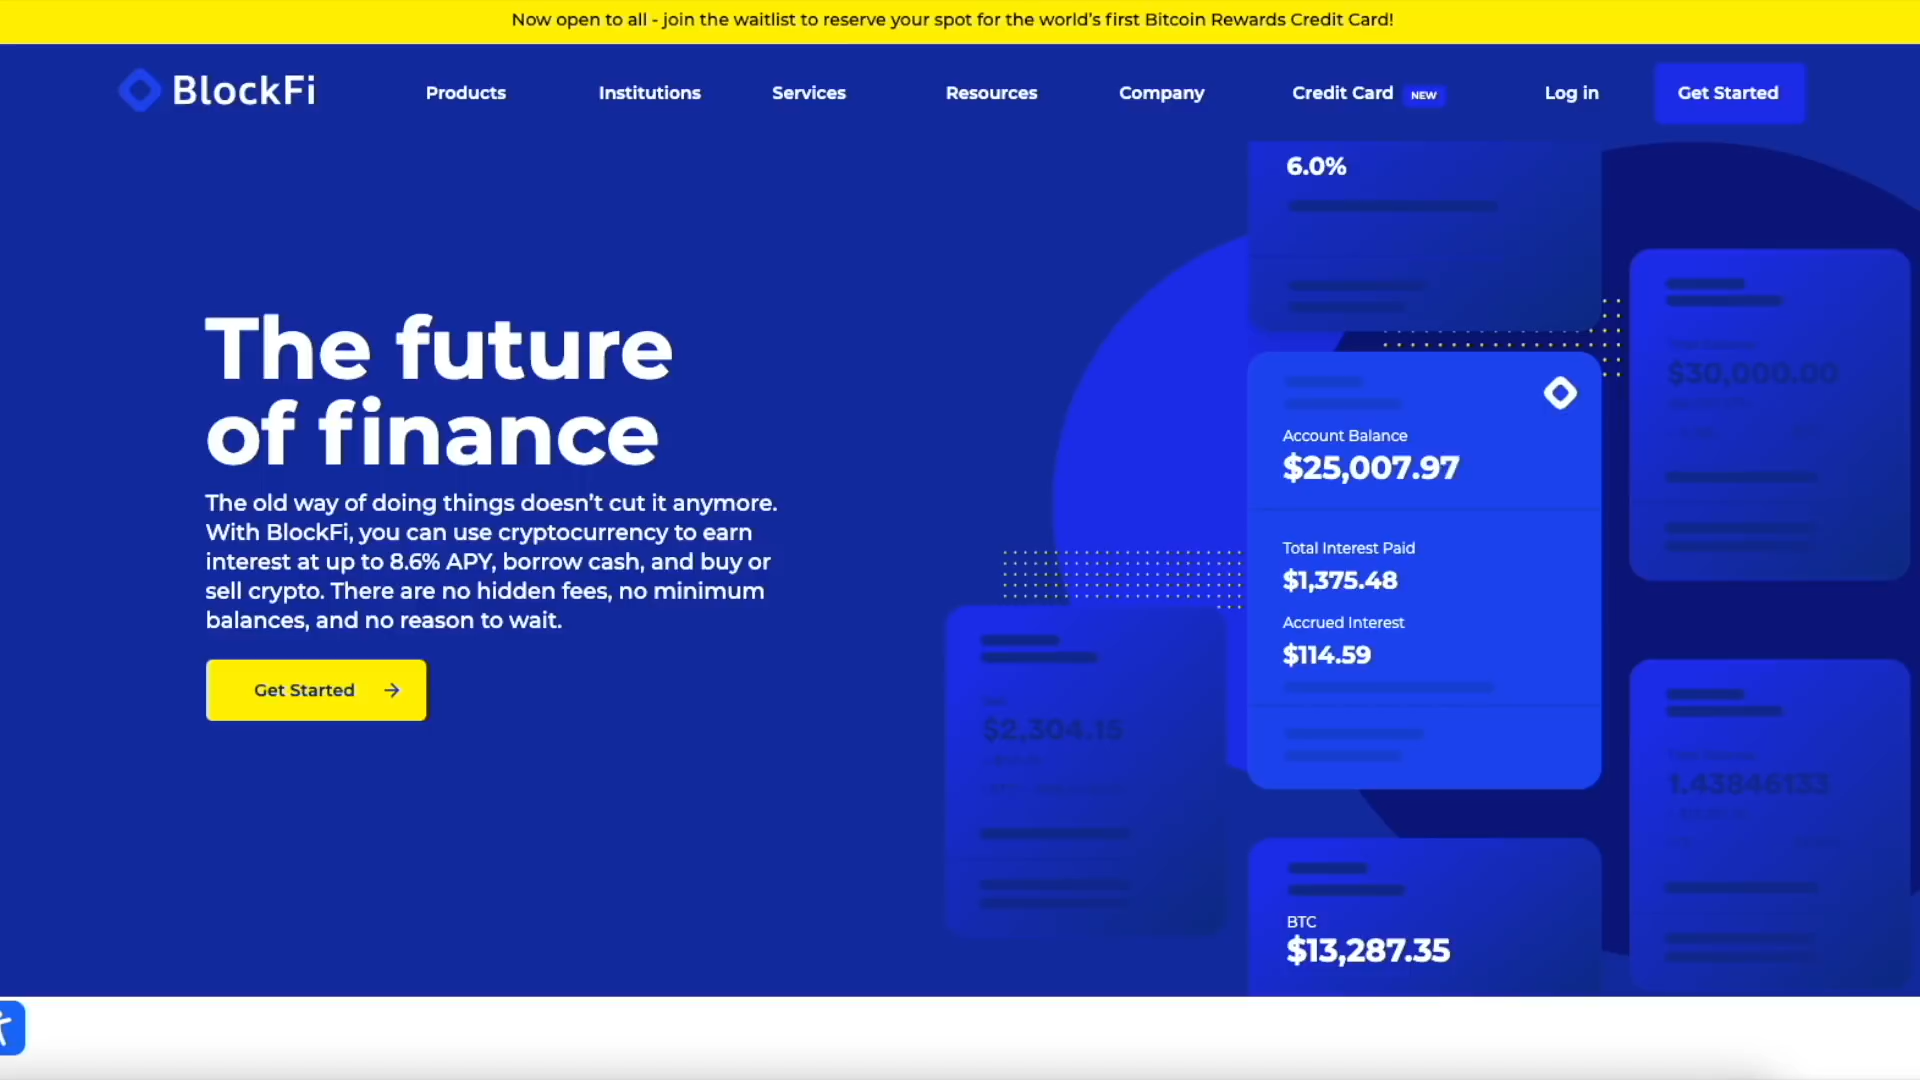 Now open to all - join the waitlist to reserve your spot for the world's first Bitcoin Rewards Credit Card!
BlockFi
Products
Institutions
Services
Resources
Company
Credit Card NEW
Log in
Get Started
6.0%
The future
of finance
The old way of doing things doesn't cut it anymore.
With BlockFi, you can use cryptocurrency to earn
interest at up to 8.6% APY, borrow cash, and buy or
sell crypto. There are no hidden fees, no minimum
balances, and no reason to wait.
Get Started
Account Balance
$25,007.97
Total Interest Paid
$1,375.48
Accrued Interest
$114.59
$30,000.00
$2,304.15
1.43846133
BTC
$13,287.35